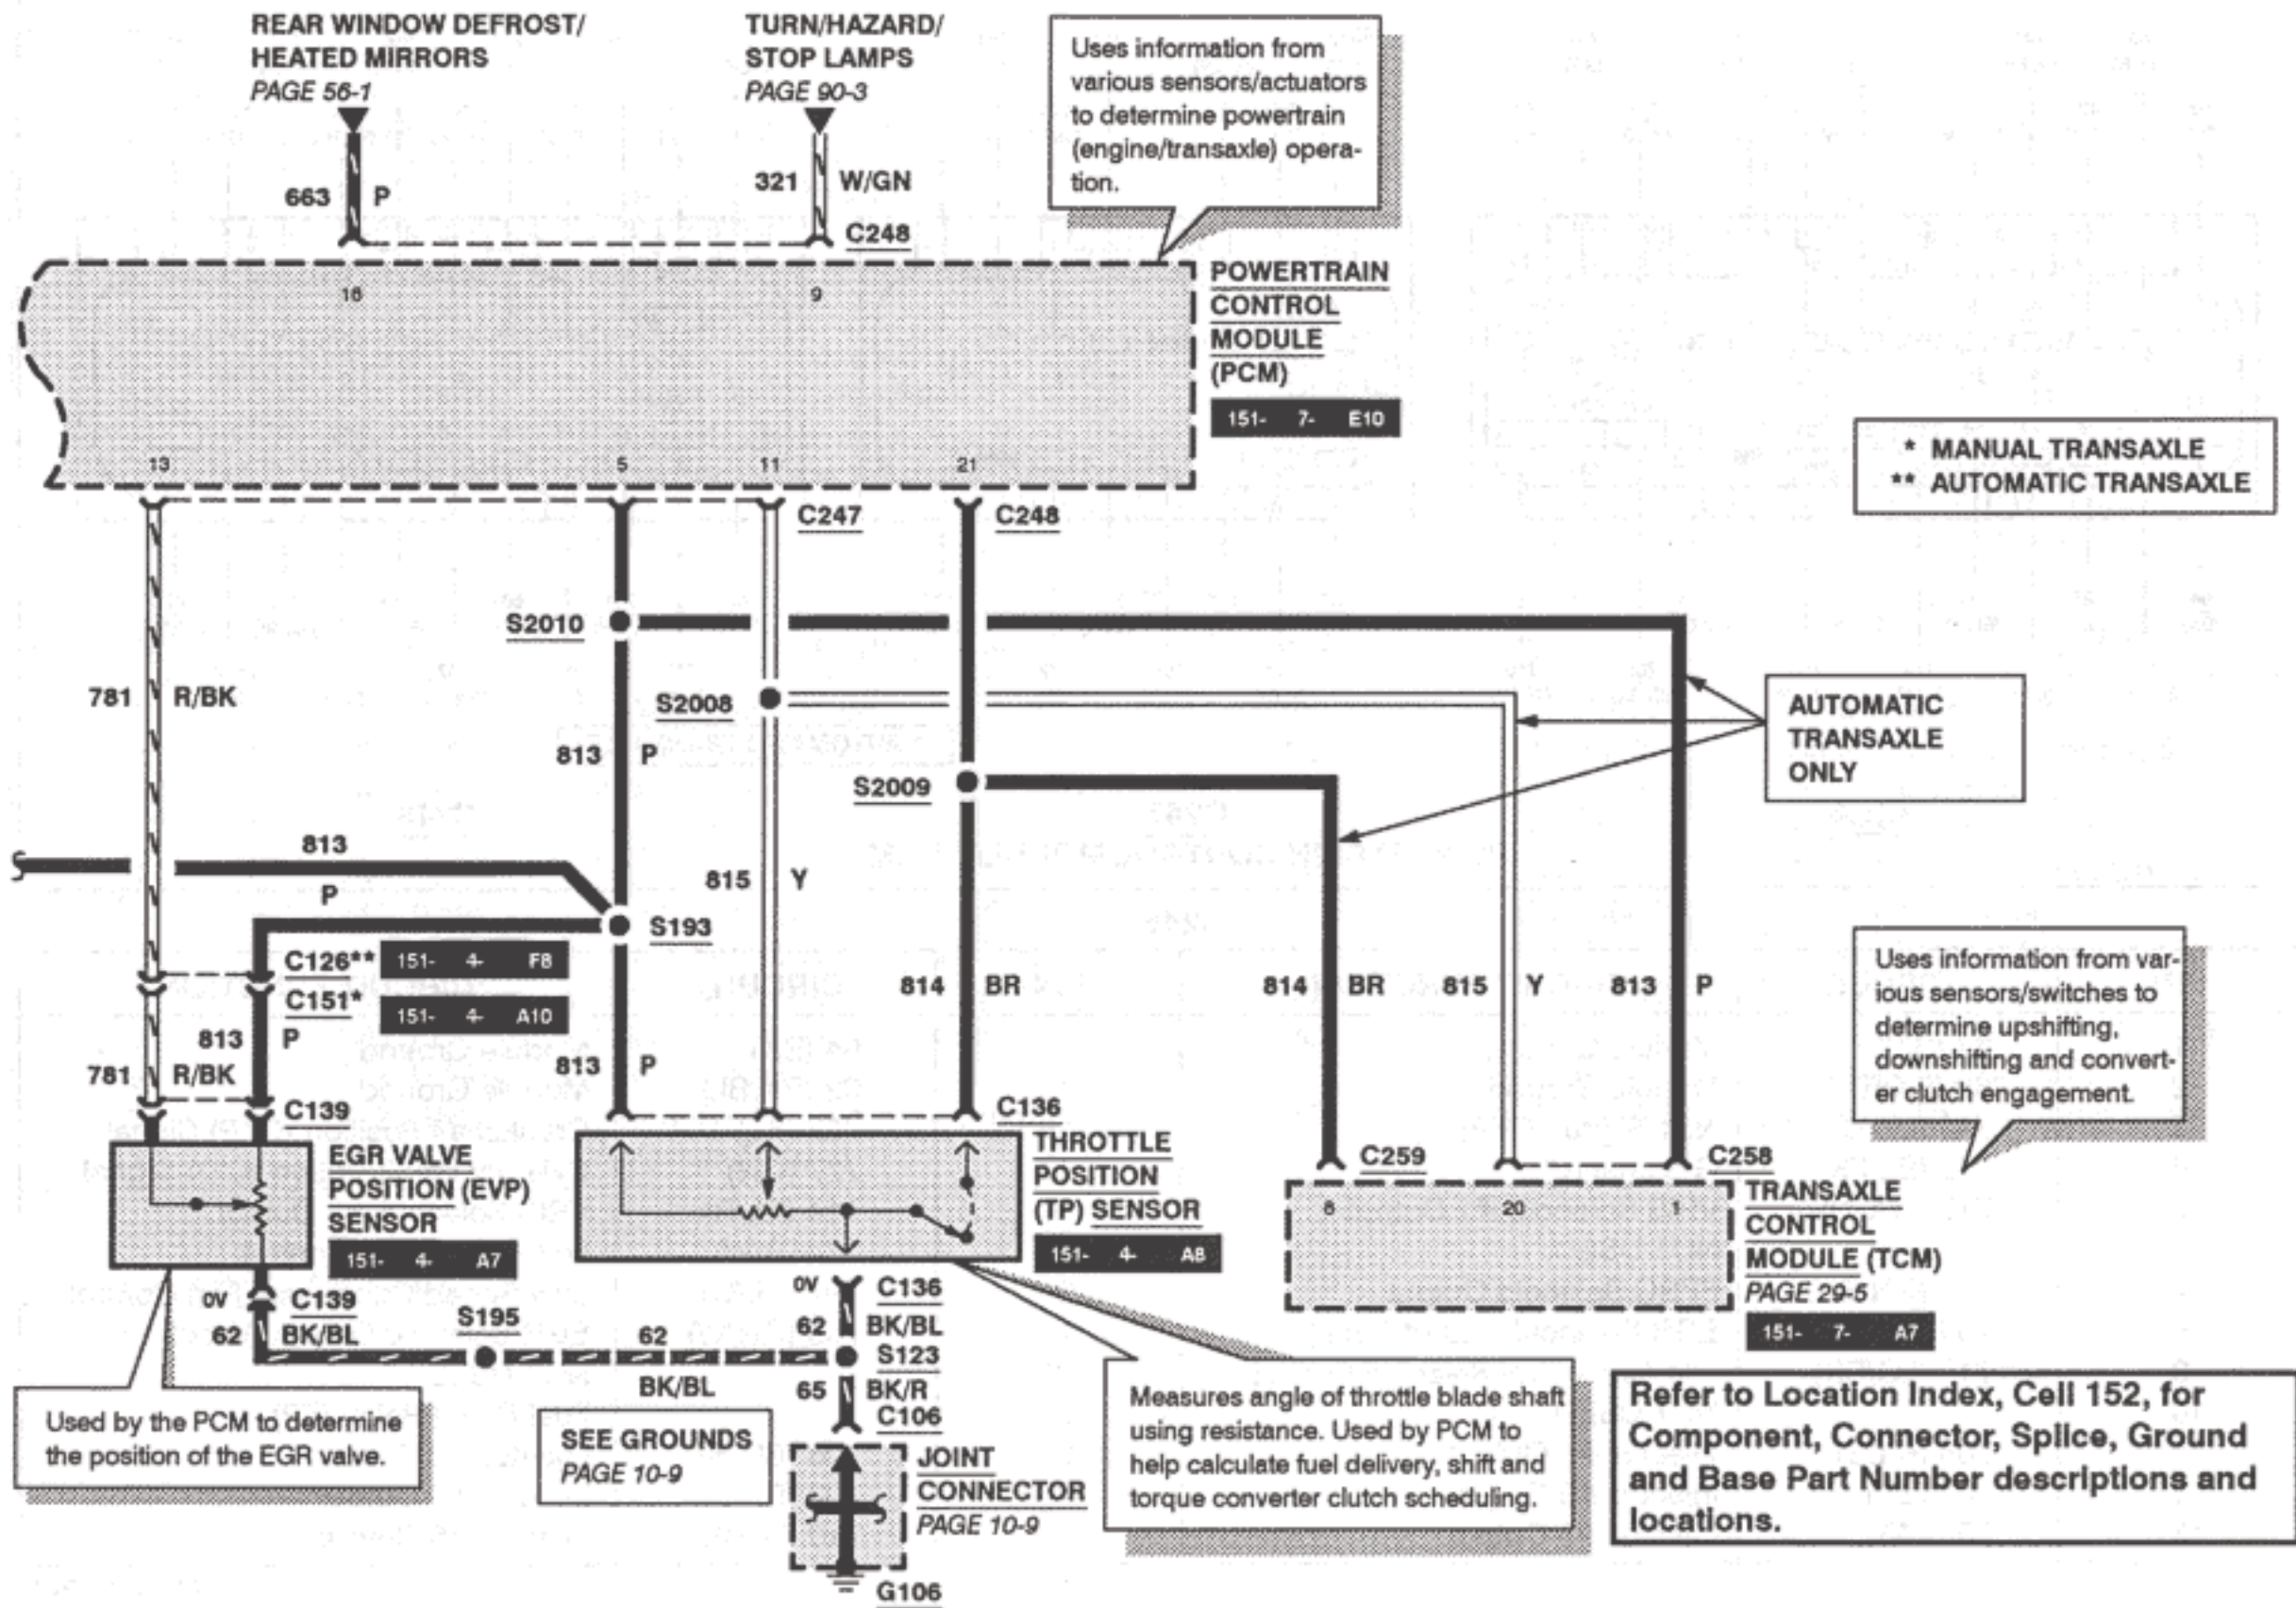 REAR WINDOW DEFROST/
HEATED MIRRORS
PAGE 56-1
TURN/HAZARD/
STOP LAMPS
PAGE 90-3
Uses information from
various sensors/actuators
to determine powertrain
(engine/transaxle) opera-
tion.
663 P
321 W/GN
C248
16
9
POWERTRAIN
CONTROL
MODULE
(PCM)
151- 7- E10
* MANUAL TRANSAXLE
** AUTOMATIC TRANSAXLE
13
5
11
21
C247
C248
S2010
781 R/BK
S2008
813 P
S2009
AUTOMATIC
TRANSAXLE
ONLY
813
P
815 Y
S193
C126** 151- 4- F8
C151* 151- 4- A10
813 P
781 R/BK
813 P
814 BR
814 BR
815 Y
813 P
Uses information from var-
ious sensors/switches to
determine upshifting,
downshifting and convert-
er clutch engagement.
C139
C136
EGR VALVE
POSITION (EVP)
SENSOR
151- 4- A7
THROTTLE
POSITION
(TP) SENSOR
151- 4- A8
C259
C258
8
20
1
TRANSAXLE
CONTROL
MODULE (TCM)
PAGE 29-5
151- 7- A7
0V C139
62 BK/BL
S195
62
BK/BL
0V C136
62 BK/BL
S123
65 BK/R
C106
Used by the PCM to determine
the position of the EGR valve.
SEE GROUNDS
PAGE 10-9
JOINT
CONNECTOR
PAGE 10-9
G106
Measures angle of throttle blade shaft
using resistance. Used by PCM to
help calculate fuel delivery, shift and
torque converter clutch scheduling.
Refer to Location Index, Cell 152, for
Component, Connector, Splice, Ground
and Base Part Number descriptions and
locations.